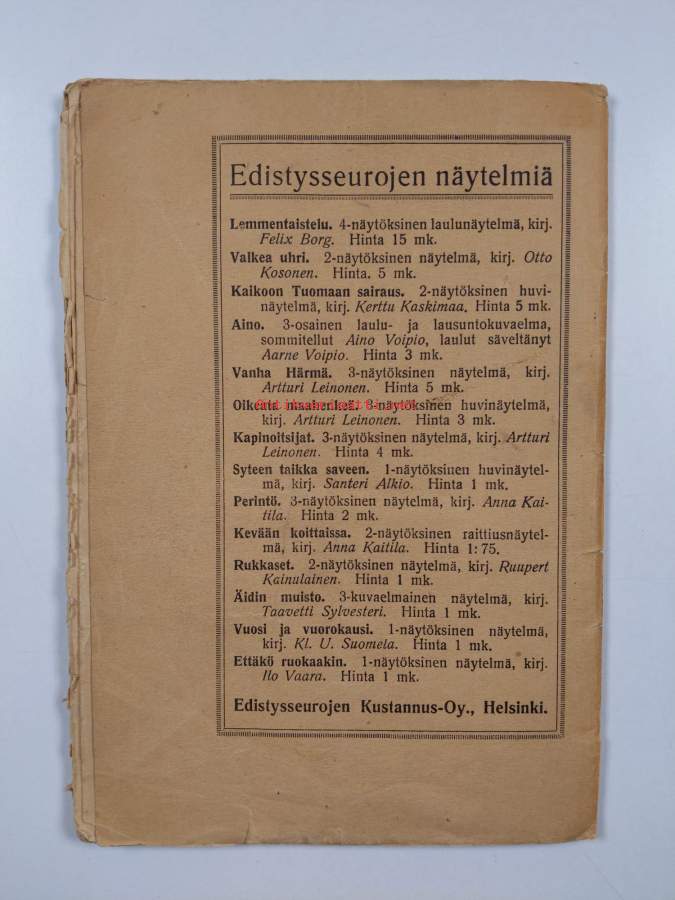 Edistysseurojen näytelmiä
Lemmentaistelu. 4-näytöksinen laulunäytelmä, kirj.
Felix Borg. Hinta 15 mk.
Valkea uhri. 2-näytöksinen näytelmä, kirj. Otto
Kosonen. Hinta. 5 mk.
Kaikoon Tuomaan sairaus. 2-näytöksinen huvi-
näytelmä, kirj. Kerttu Kaskimaa. Hinta 5 mk.
Aino. 3-osainen laulu- ja lausuntokuvaelma,
sommitellut Aino Voipio, laulut säveltänyt
Aarne Voipio. Hinta 3 mk.
Vanha Härmä. 3-näytöksinen näytelmä, kirj.
Artturi Leinonen. Hinta 5 mk.
Oikeria maahenkeä. 3-näytöksinen huvinäytelmä,
kirj. Artturi Leinonen. Hinta 3 mk.
Kapinoitsijat. 3-näytöksinen näytelmä, kirj. Artturi
Leinonen. Hinta 4 mk.
Syteen taikka saveen. 1-näytöksinen huvinäytel-
mä, kirj. Santeri Alkio. Hinta 1 mk.
Perintö. 3-näytöksinen näytelmä, kirj. Anna Kai-
tila. Hinta 2 mk.
Kevään koittaissa. 2-näytöksinen raittiusnäytel-
mä, kirj. Anna Kaitila. Hinta 1:75.
Rukkaset. 2-näytöksinen näytelmä, kirj. Ruupert
Kainulainen. Hinta 1 mk.
Äidin muisto. 3-kuvaelmainen näytelmä, kirj.
Taavetti Sylvesteri. Hinta 1 mk.
Vuosi ja vuorokausi. 1-näytöksinen näytelmä,
kirj. Kl. U. Suomela. Hinta 1 mk.
Ettäkö ruokaakin. 1-näytöksinen näytelmä, kirj.
Ilo Vaara. Hinta 1 mk.
Edistysseurojen Kustannus-Oy., Helsinki.